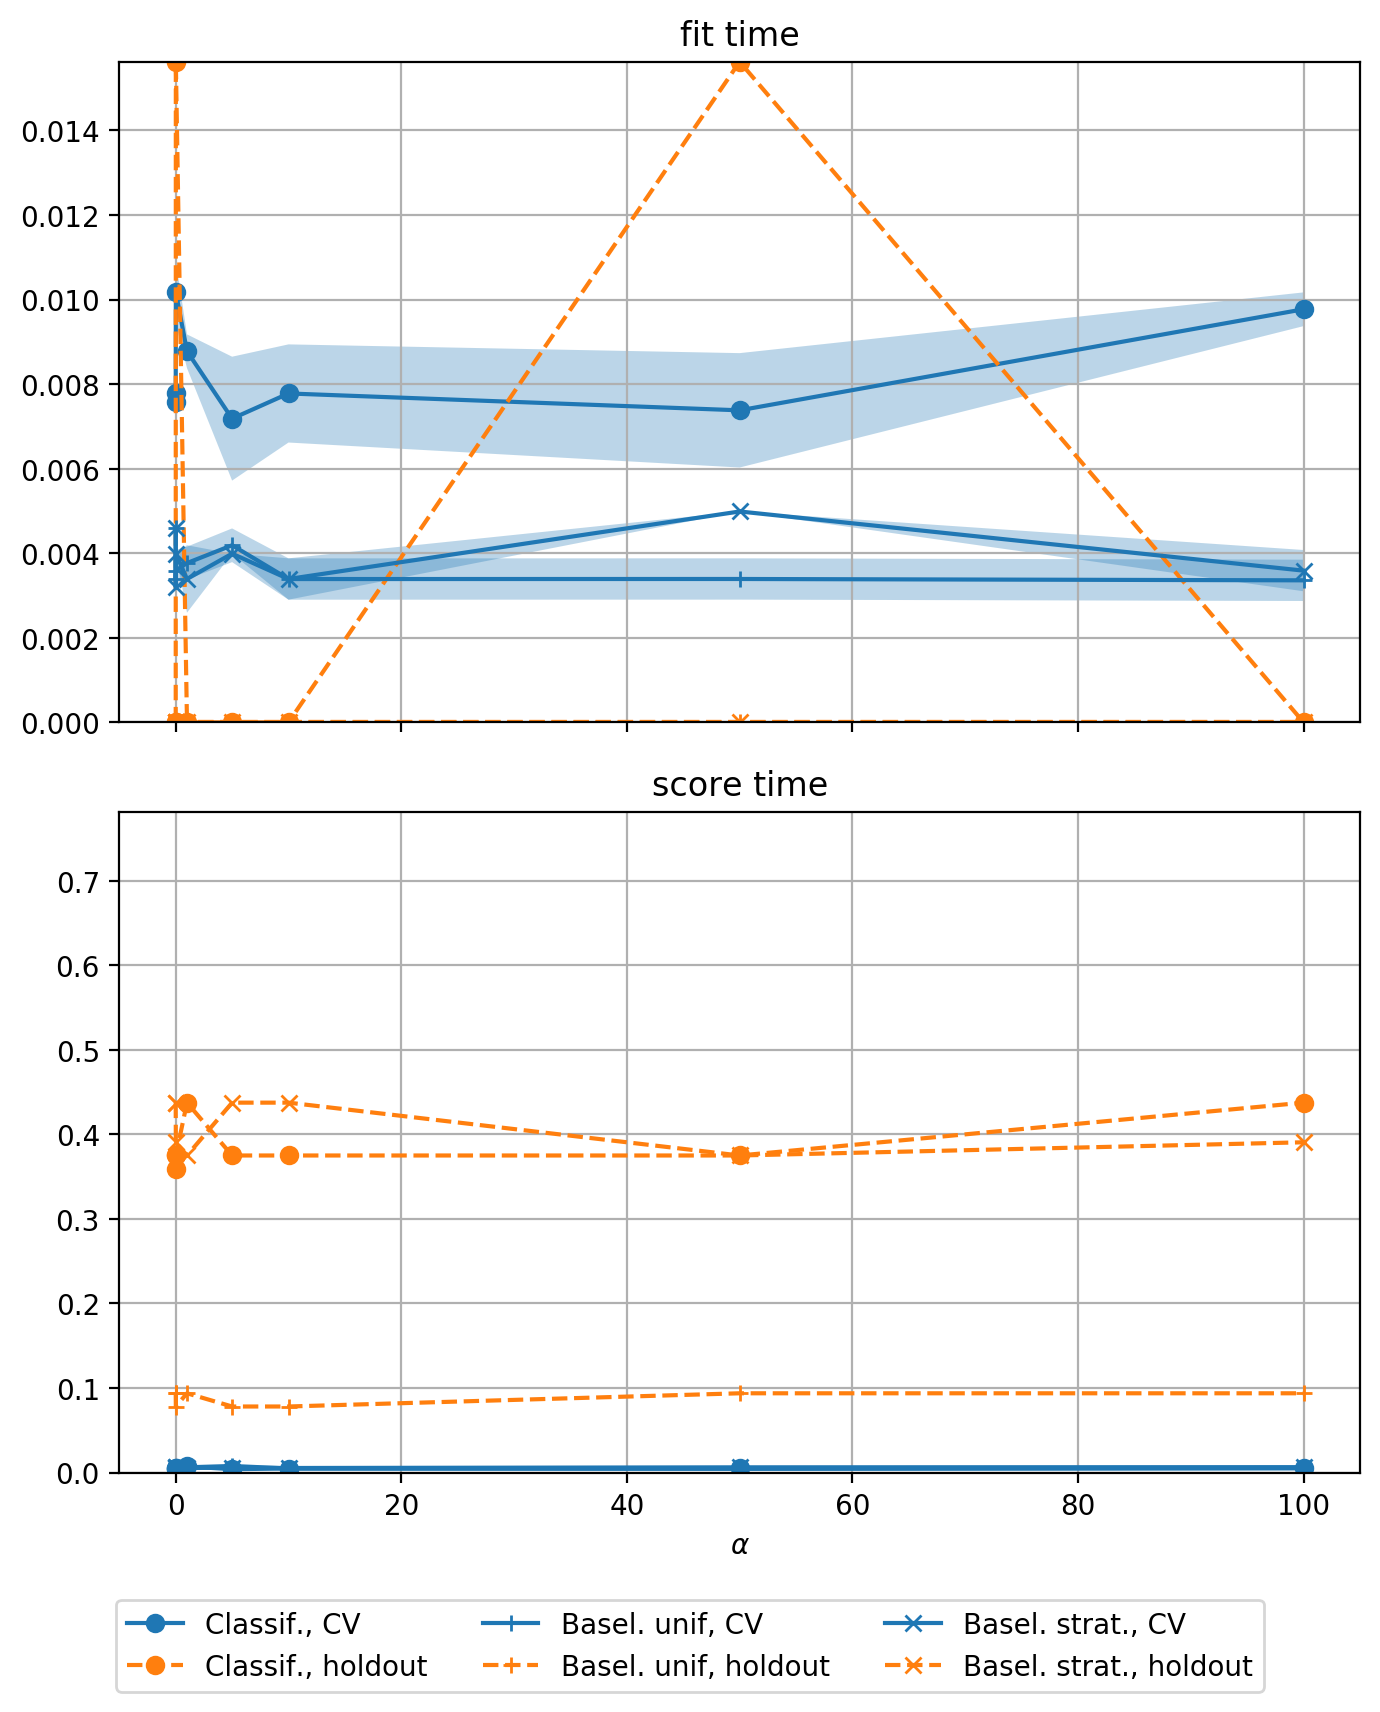 fit time
0.014
0.012
0.010
0.008
0.006
0.004
0.002
0.000
score time
0.7
0.6
0.5
0.4
0.3
0.2
0.1
0.0
0 20 40 60 80 100
α
Classif., CV Basel. unif, CV Basel. strat., CV
Classif., holdout Basel. unif, holdout Basel. strat., holdout